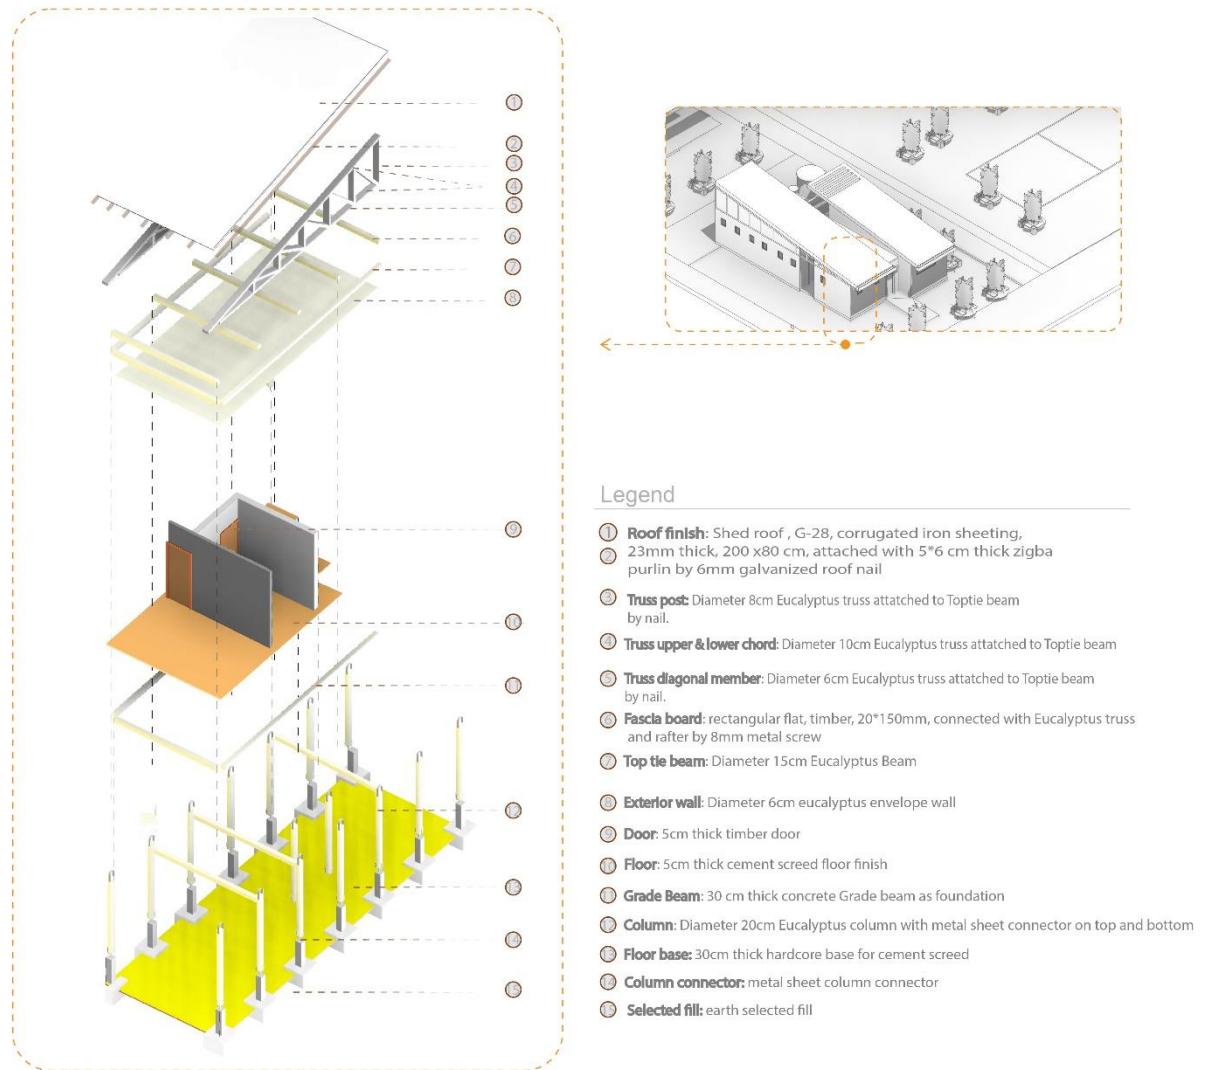 1
2
3
4
5
6
7
8
9
10
11
12
13
14
15
Legend
1 Roof finish: Shed roof , G-28, corrugated iron sheeting,
2 23mm thick, 200 x80 cm, attached with 5*6 cm thick zigba
purlin by 6mm galvanized roof nail
3 Truss post: Diameter 8cm Eucalyptus truss attatched to Toptie beam
by nail.
4 Truss upper & lower chord: Diameter 10cm Eucalyptus truss attatched to Toptie beam
5 Truss diagonal member: Diameter 6cm Eucalyptus truss attatched to Toptie beam
by nail.
6 Fascia board: rectangular flat, timber, 20*150mm, connected with Eucalyptus truss
and rafter by 8mm metal screw
7 Top tie beam: Diameter 15cm Eucalyptus Beam
8 Exterior wall: Diameter 6cm eucalyptus envelope wall
9 Door: 5cm thick timber door
10 Floor: 5cm thick cement screed floor finish
11 Grade Beam: 30 cm thick concrete Grade beam as foundation
12 Column: Diameter 20cm Eucalyptus column with metal sheet connector on top and bottom
13 Floor base: 30cm thick hardcore base for cement screed
14 Column connector: metal sheet column connector
15 Selected fill: earth selected fill